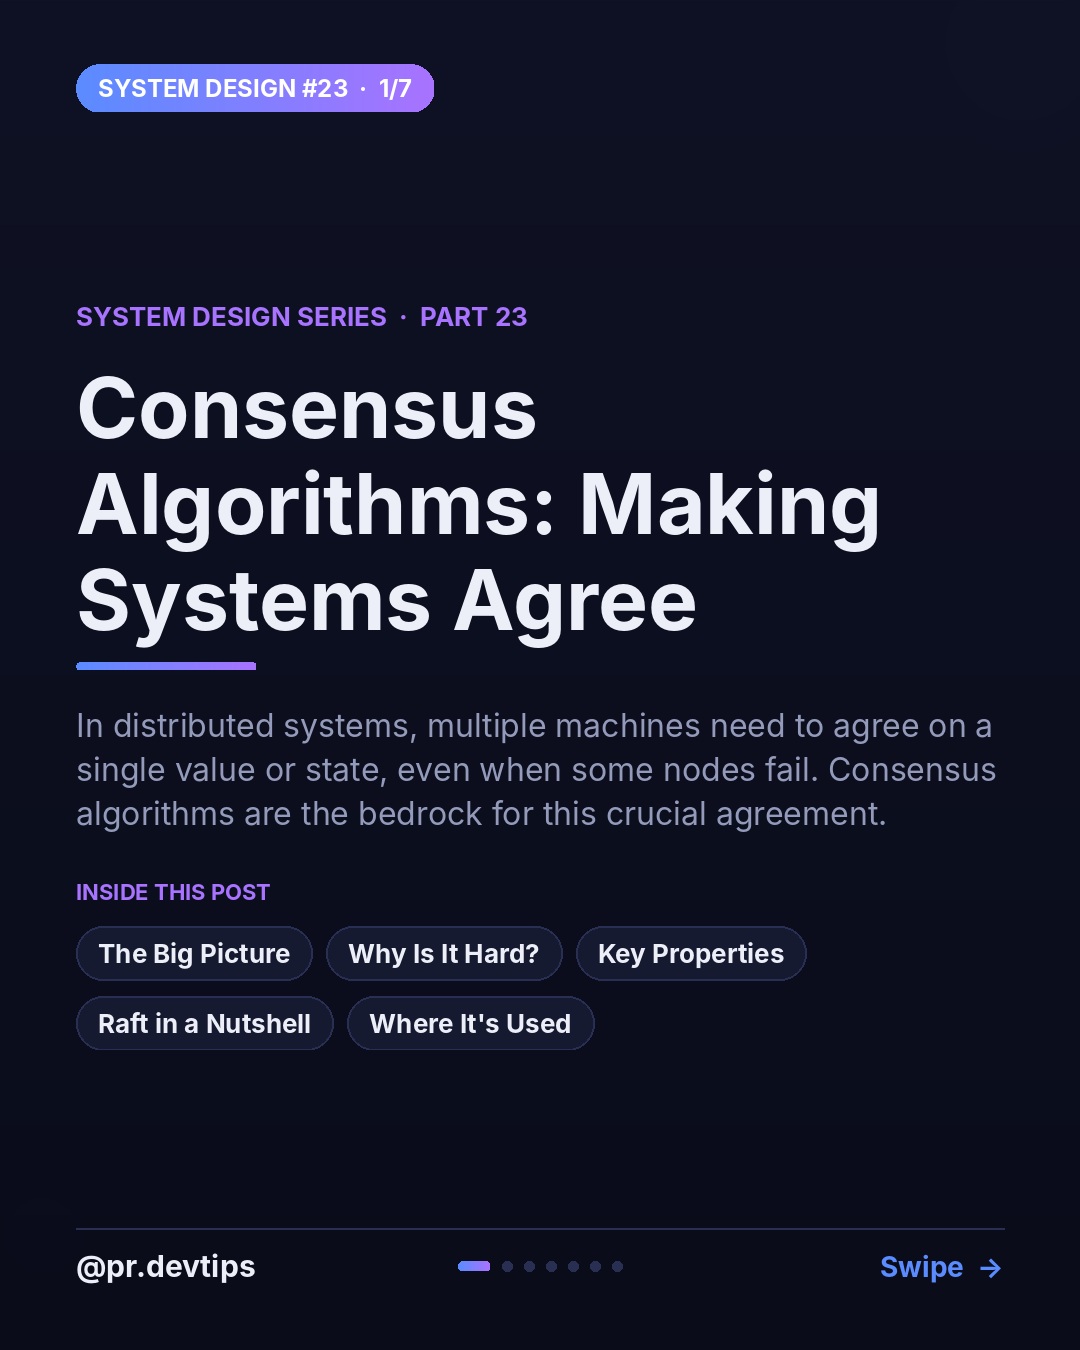 SYSTEM DESIGN #23 · 1/7
SYSTEM DESIGN SERIES · PART 23
Consensus
Algorithms: Making
Systems Agree
In distributed systems, multiple machines need to agree on a
single value or state, even when some nodes fail. Consensus
algorithms are the bedrock for this crucial agreement.
INSIDE THIS POST
The Big Picture
Why Is It Hard?
Key Properties
Raft in a Nutshell
Where It's Used
@pr.devtips
Swipe →